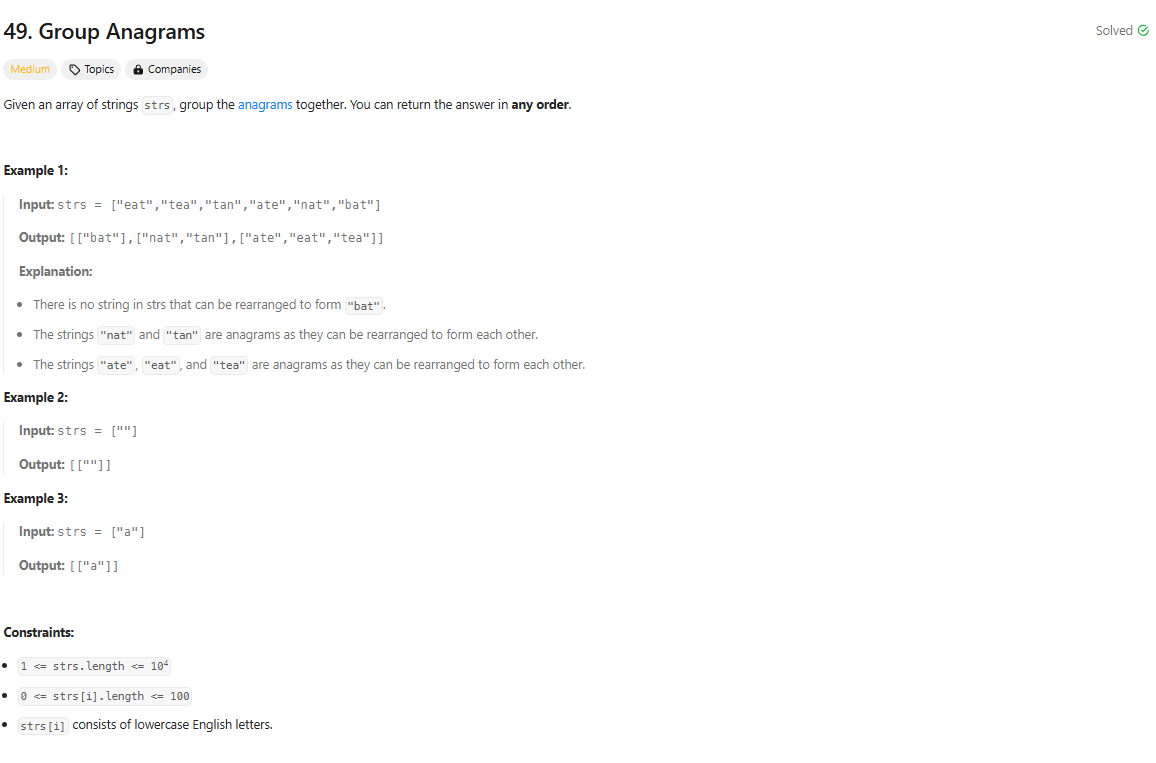 49. Group Anagrams
Solved
Medium Topics Companies
Given an array of strings strs, group the anagrams together. You can return the answer in any order.
Example 1:
Input: strs = ["eat","tea","tan","ate","nat","bat"]
Output: [["bat"],["nat","tan"],["ate","eat","tea"]]
Explanation:
• There is no string in strs that can be rearranged to form "bat".
• The strings "nat" and "tan" are anagrams as they can be rearranged to form each other.
• The strings "ate", "eat", and "tea" are anagrams as they can be rearranged to form each other.
Example 2:
Input: strs = [""]
Output: [[""]]
Example 3:
Input: strs = ["a"]
Output: [["a"]]
Constraints:
• 1 <= strs.length <= 10⁴
• 0 <= strs[i].length <= 100
• strs[i] consists of lowercase English letters.